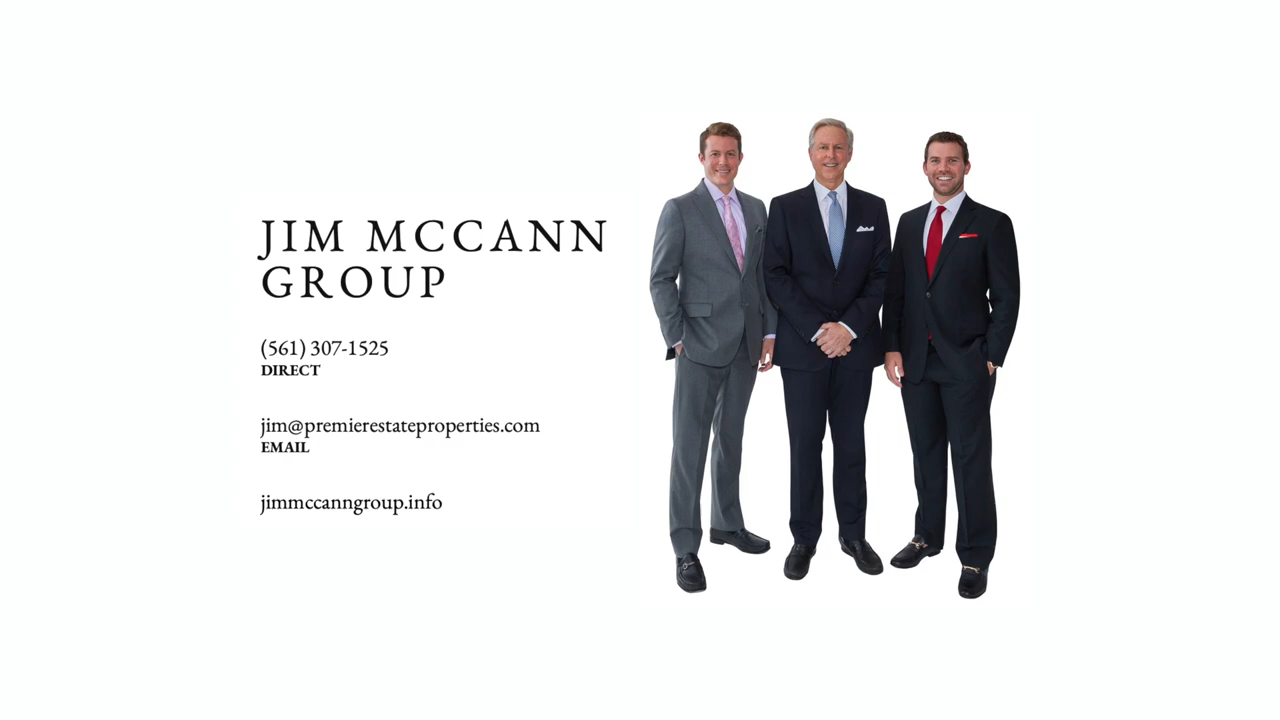 JIM MCCANN
GROUP
(561) 307-1525
DIRECT
jim@premierestateproperties.com
EMAIL
jimmccanngroup.info